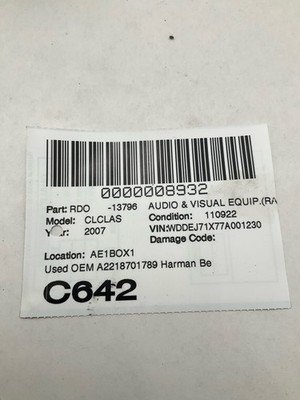 0000008932
Part: RDO -13796 AUDIO & VISUAL EQUIP.(RA
Model: CLCLAS Condition: 110922
Year: 2007 VIN:WDDEJ71X77A001230
Damage Code:
Location: AE1BOX1
Used OEM A2218701789 Harman Be
C642